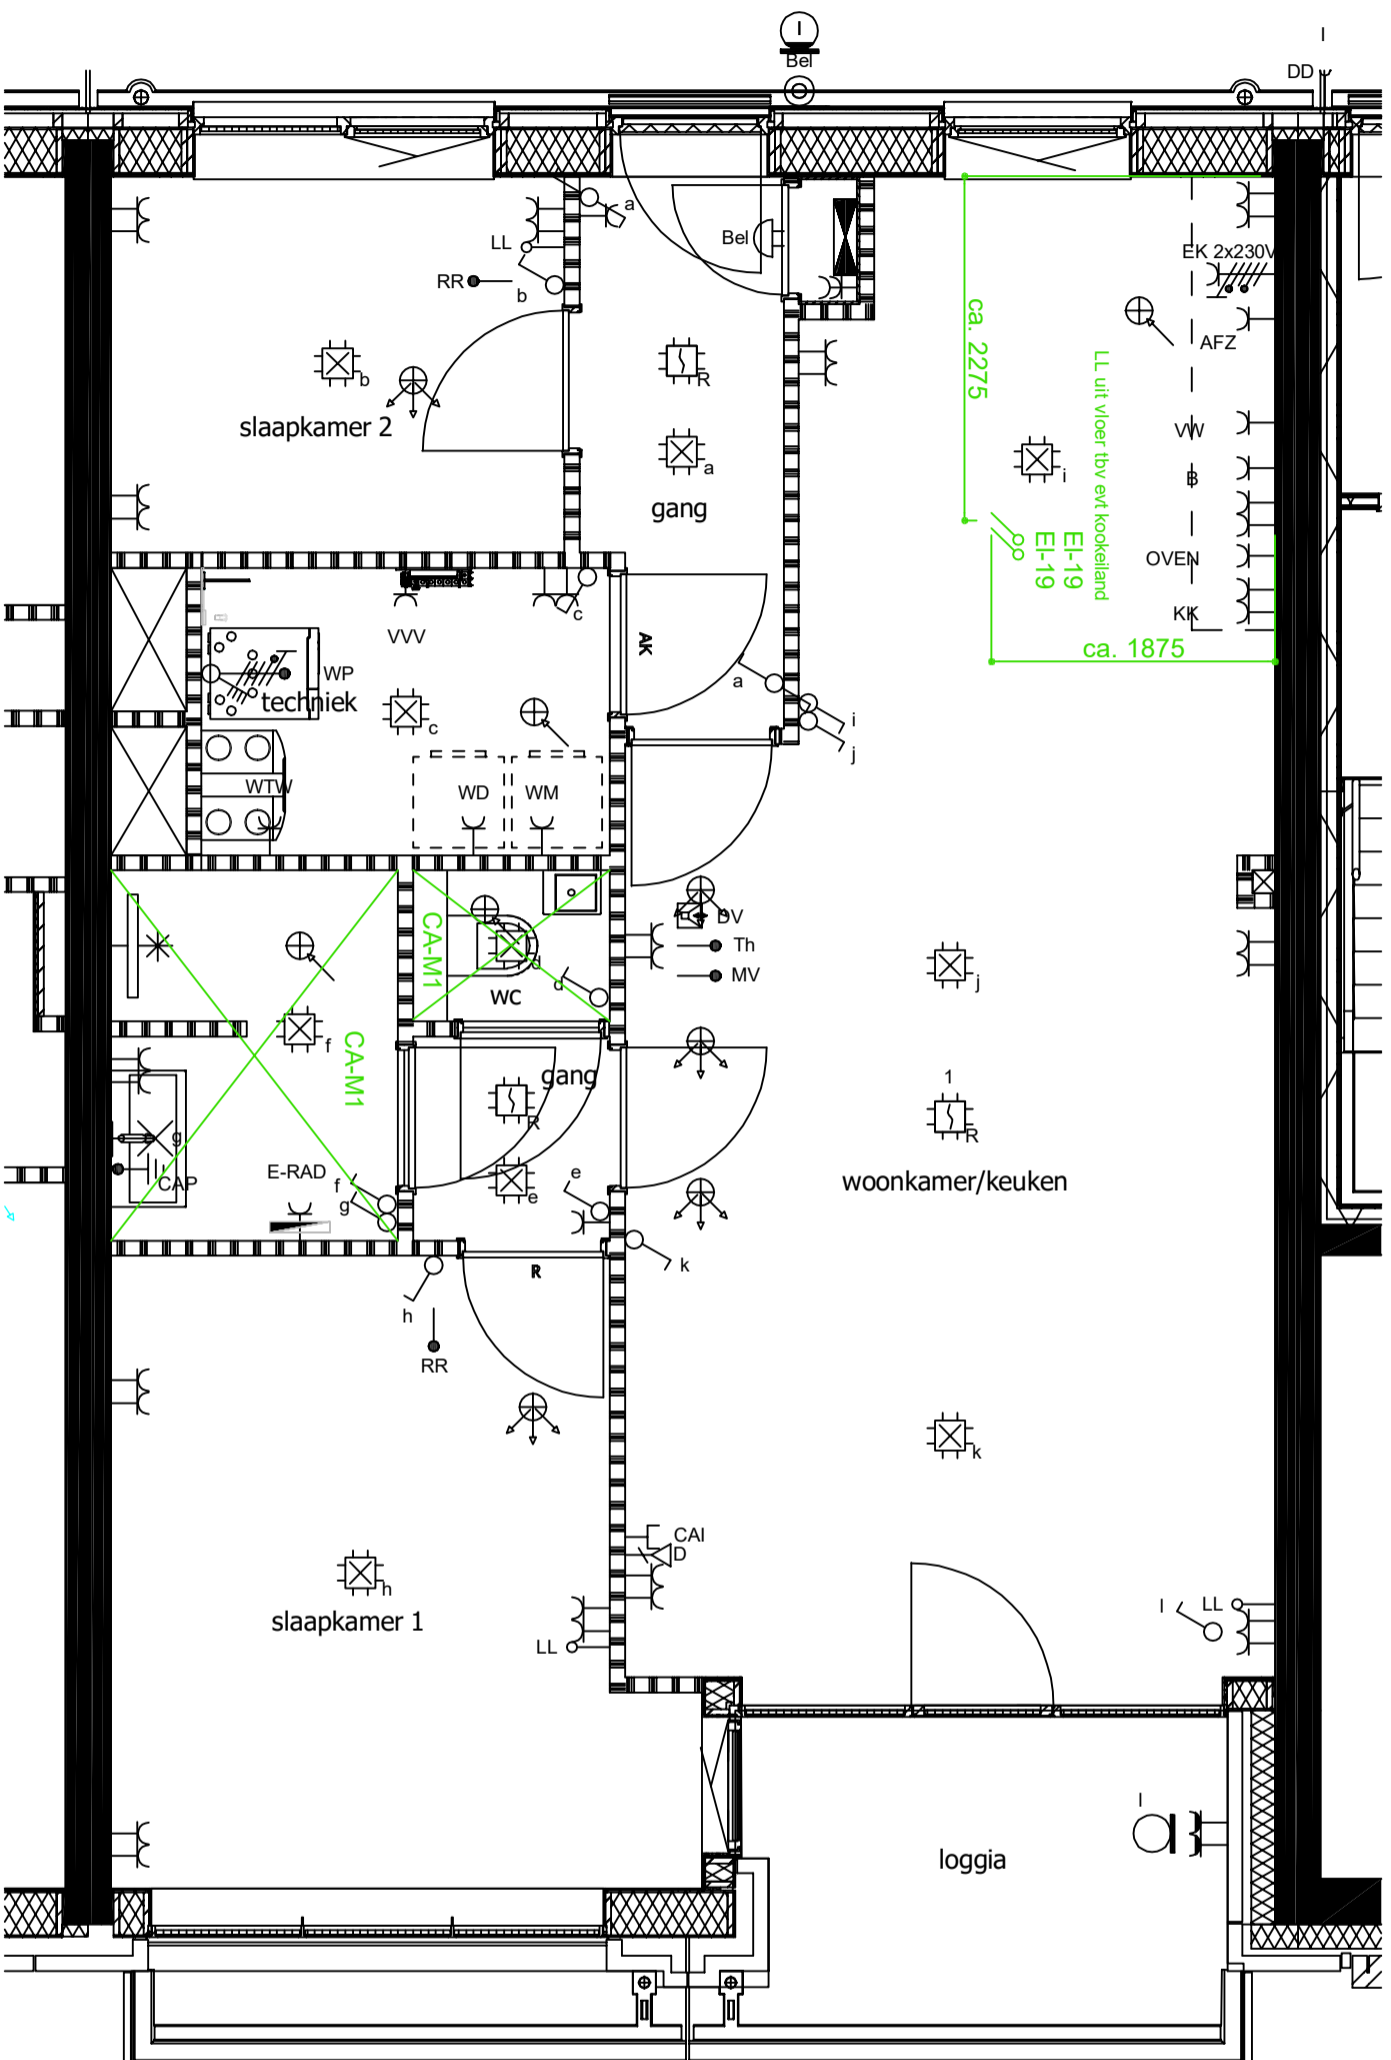 I
Bel
I
DD
a
LL
RR
b
Bel
EK 2x230V
AFZ
ca. 2275
LL uit vloer tbv evt kookeiland
b
slaapkamer 2
R
a
gang
i
VW
B
OVEN
KK
EI-19
EI-19
ca. 1875
VVV
c
AK
WP
techniek
c
a
i
j
WTW
WD
WM
CA-M1
d
d
wc
DV
Th
MV
j
f
CA-M1
gang
R
1
R
g
CAP
E-RAD
f
g
e
e
woonkamer/keuken
k
R
h
RR
k
CAI
D
h
slaapkamer 1
LL
l
LL
l
loggia